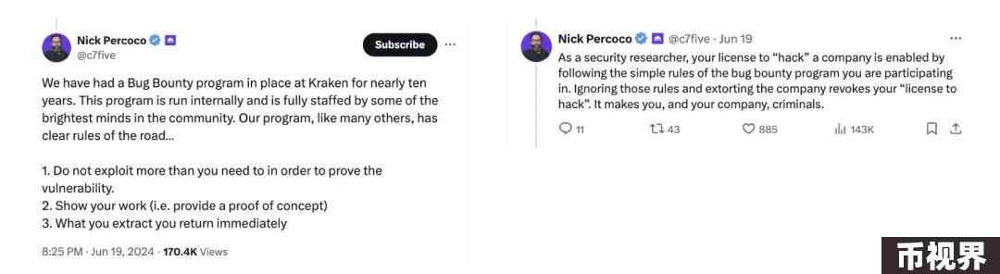 Nick Percoco
@c7five
Subscribe
We have had a Bug Bounty program in place at Kraken for nearly ten
years. This program is run internally and is fully staffed by some of the
brightest minds in the community. Our program, like many others, has
clear rules of the road...
1. Do not exploit more than you need to in order to prove the
vulnerability.
2. Show your work (i.e. provide a proof of concept)
3. What you extract you return immediately
8:25 PM · Jun 19, 2024 · 170.4K Views
Nick Percoco @c7five · Jun 19
As a security researcher, your license to “hack” a company is enabled by
following the simple rules of the bug bounty program you are participating
in. Ignoring those rules and extorting the company revokes your “license to
hack”. It makes you, and your company, criminals.
11 43 885 143K
币视界